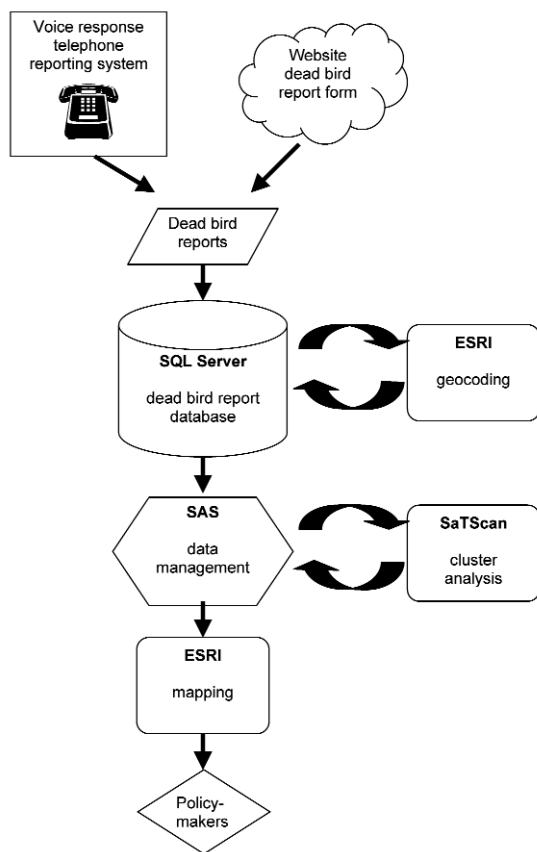 Voice response
telephone
reporting system
Website
dead bird
report form
Dead bird
reports
SQL Server
dead bird report
database
ESRI
geocoding
SAS
data
management
SaTScan
cluster
analysis
ESRI
mapping
Policy-
makers